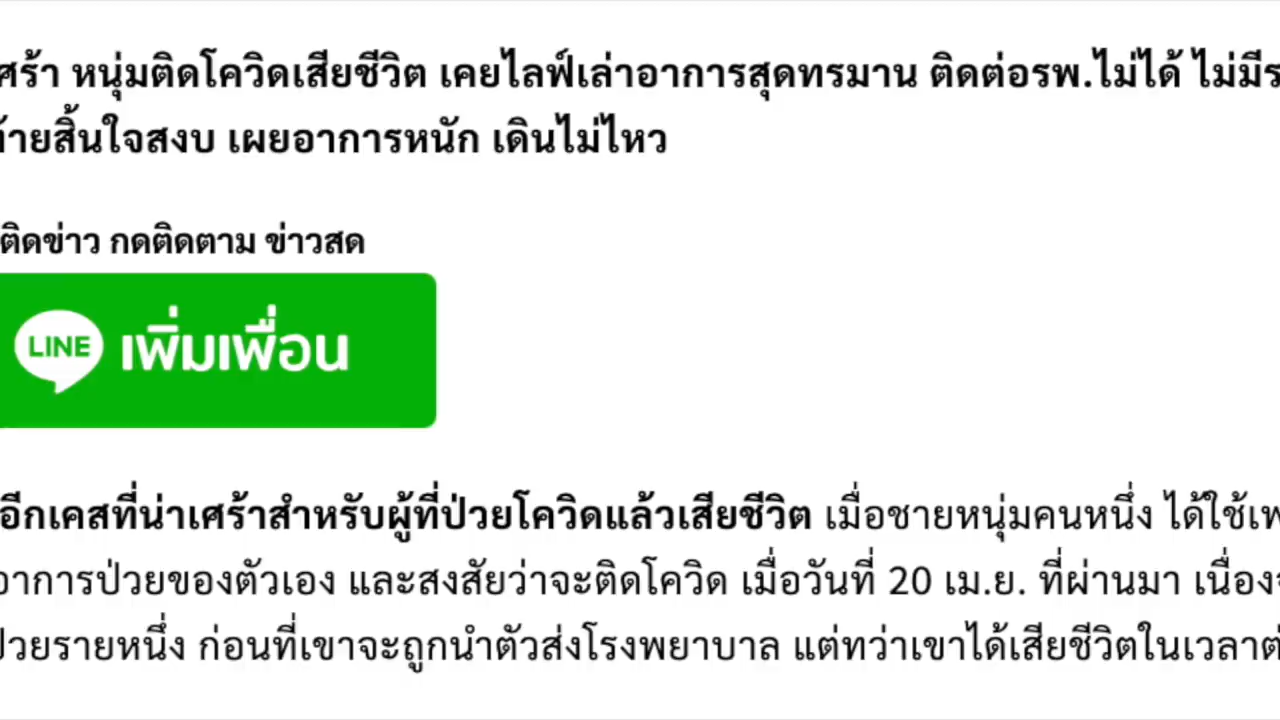 ศร้า หนุ่มติดโควิดเสียชีวิต เคยไลฟ์เล่าอาการสุดทรมาน ติดต่อรพ.ไม่ได้ ไม่มีร
ท้ายสิ้นใจสงบ เผยอาการหนัก เดินไม่ไหว
ติดข่าว กดติดตาม ข่าวสด
LINE เพิ่มเพื่อน
อีกเคสที่น่าเศร้าสำหรับผู้ที่ป่วยโควิดแล้วเสียชีวิต เมื่อชายหนุ่มคนหนึ่ง ได้ใช้เฟ
อาการป่วยของตัวเอง และสงสัยว่าจะติดโควิด เมื่อวันที่ 20 เม.ย. ที่ผ่านมา เนื่องจ
ป่วยรายหนึ่ง ก่อนที่เขาจะถูกนำตัวส่งโรงพยาบาล แต่ทว่าเขาได้เสียชีวิตในเวลาต่